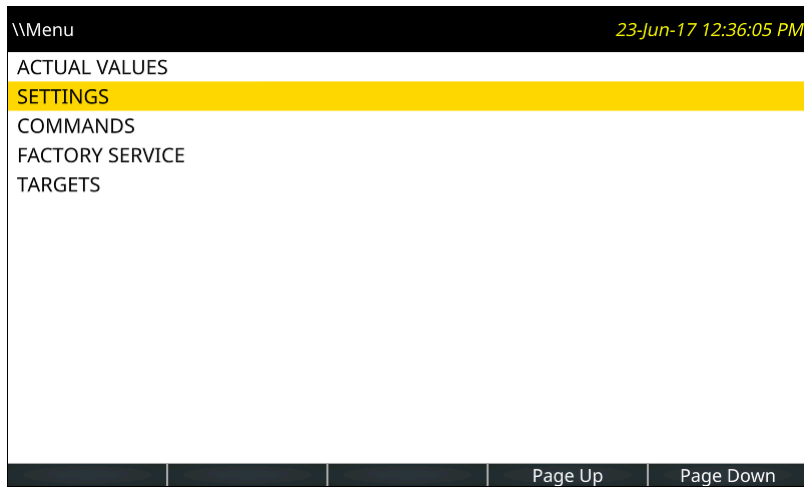 \\Menu 23-Jun-17 12:36:05 PM
ACTUAL VALUES
SETTINGS
COMMANDS
FACTORY SERVICE
TARGETS
Page Up Page Down